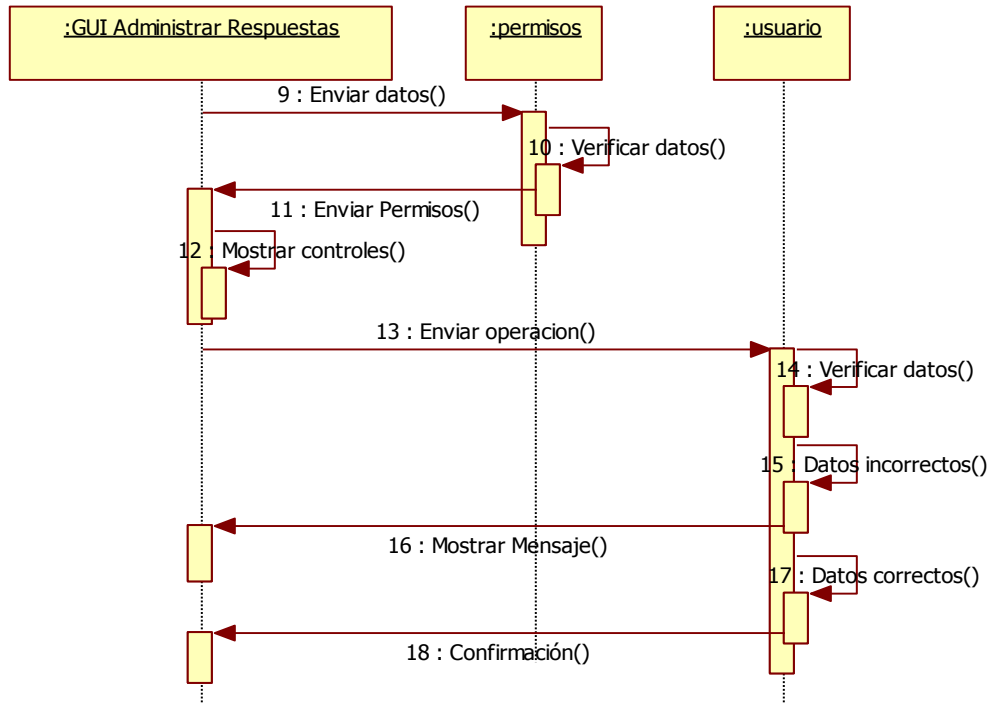 :GUI Administrar Respuestas
:permisos
:usuario
9 : Enviar datos()
10 : Verificar datos()
11 : Enviar Permisos()
12 : Mostrar controles()
13 : Enviar operacion()
14 : Verificar datos()
15 : Datos incorrectos()
16 : Mostrar Mensaje()
17 : Datos correctos()
18 : Confirmación()